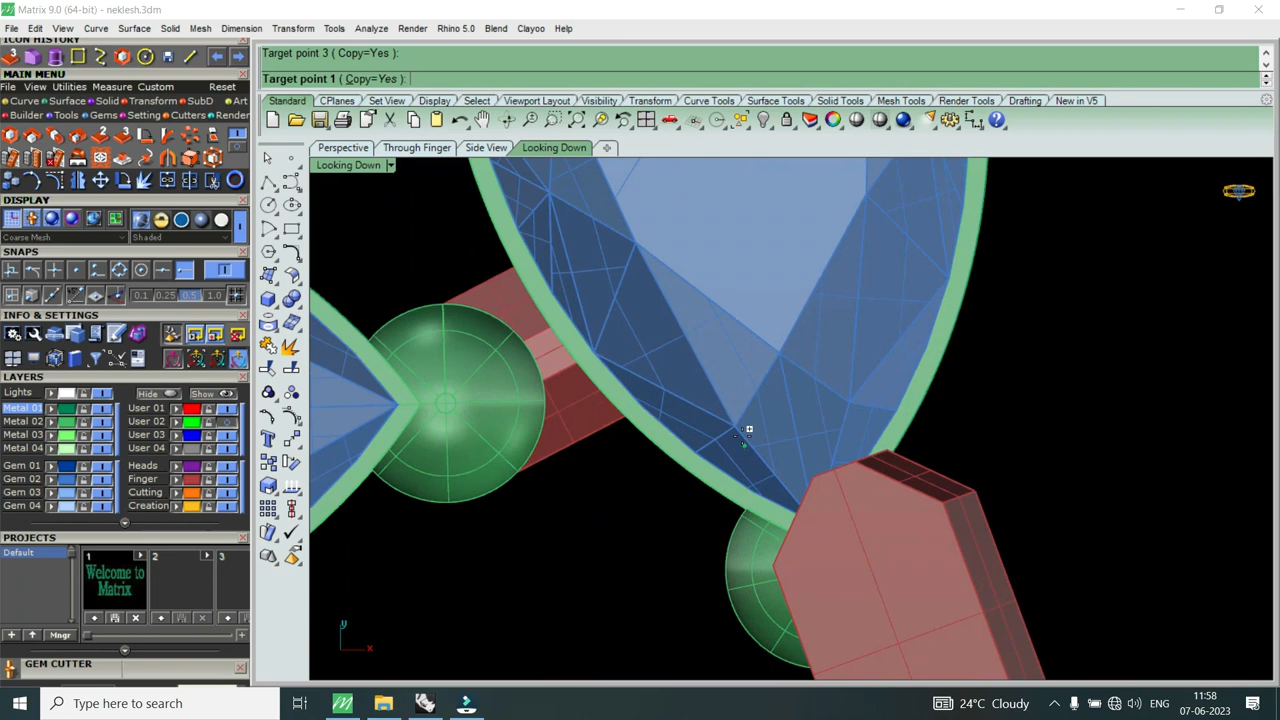 Matrix 9.0 (64-bit) - neklesh.3dm
File Edit View Curve Surface Solid Mesh Dimension Transform Tools Analyze Render Rhino 5.0 Blend Clayoo Help
ICON HISTORY
MAIN MENU
File View Utilities Measure Custom Reset
Curve Surface Solid Transform SubD Art
Builder Tools Gems Setting Cutters Render
DISPLAY
Coarse Mesh Shaded
SNAPS
0.1 0.25 0.5 1.0
INFO & SETTINGS
LAYERS
Lights Hide Show
Metal 01 User 01
Metal 02 User 02
Metal 03 User 03
Metal 04 User 04
Gem 01 Heads
Gem 02 Finger
Gem 03 Cutting
Gem 04 Creation
PROJECTS
Default 1 2 3
Welcome to Matrix
Mngr
GEM CUTTER
Target point 3 ( Copy=Yes ):
Target point 1 ( Copy=Yes ):
Standard CPlanes Set View Display Select Viewport Layout Visibility Transform Curve Tools Surface Tools Solid Tools Mesh Tools Render Tools Drafting New in V5
Perspective Through Finger Side View Looking Down
Looking Down
y
x
Type here to search
24°C Cloudy
ENG
11:58
07-06-2023